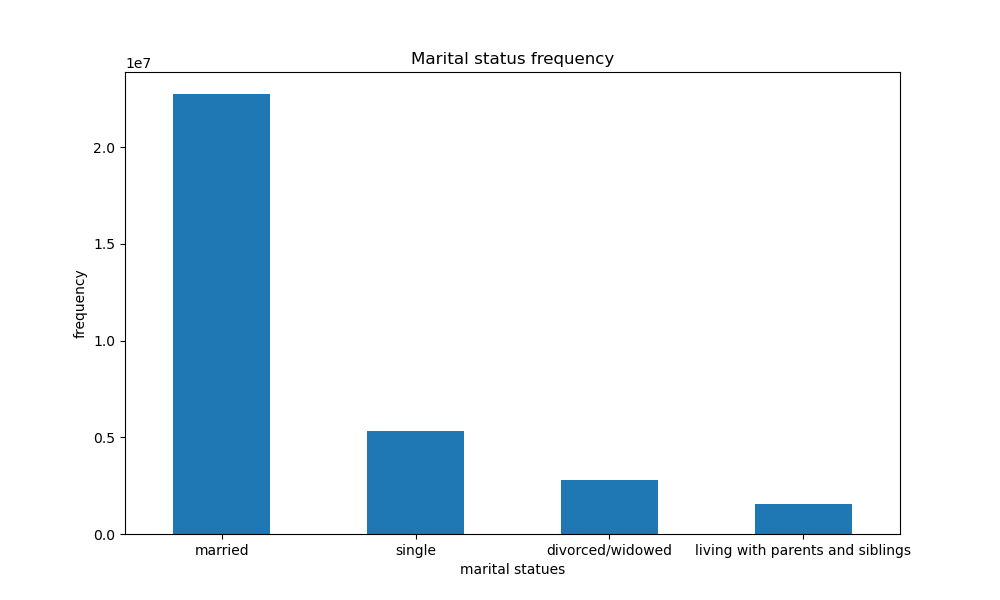 Marital status frequency
1e7
2.0
1.5
1.0
0.5
0.0
frequency
married single divorced/widowed living with parents and siblings
marital statues